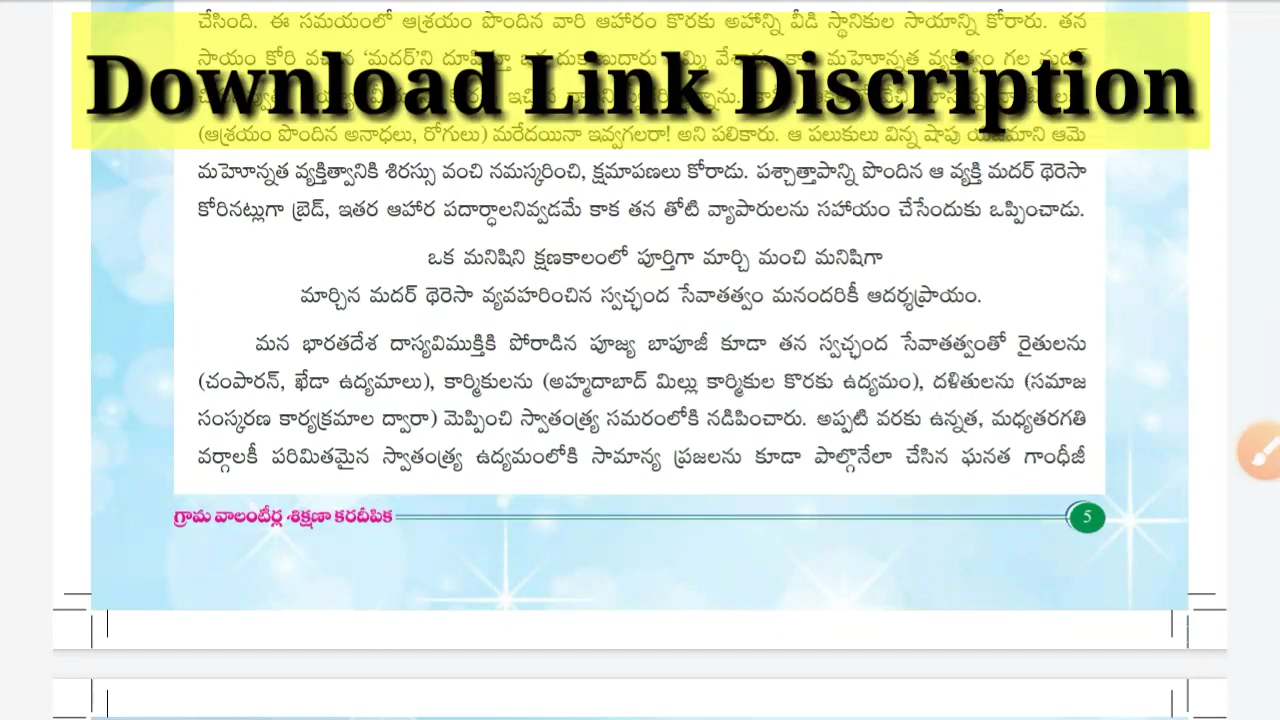 చేసింది. ఈ సమయంలో ఆశ్రయం పొందిన వారి ఆహారం కొరకు అహాన్ని వీడి స్థానికుల సాయాన్ని కోరారు. తన
సాయం కోరి
Download Link Discription
(ఆశ్రయం పొందిన అనాధలు, రోగులు) మరేదయినా ఇవ్వగలరా! అని పలికారు. ఆ పలుకులు విన్న షాపు యజమాని ఆమె
మహెూన్నత వ్యక్తిత్వానికి శిరస్సు వంచి నమస్కరించి, క్షమాపణలు కోరాడు. పశ్చాత్తాపాన్ని పొందిన ఆ వ్యక్తి మదర్ థెరెసా
కోరినట్లుగా బ్రెడ్, ఇతర ఆహార పదార్ధాలనివ్వడమే కాక తన తోటి వ్యాపారులను సహాయం చేసేందుకు ఒప్పించాడు.
ఒక మనిషిని క్షణకాలంలో పూర్తిగా మార్చి మంచి మనిషిగా
మార్చిన మదర్ థెరెసా వ్యవహరించిన స్వచ్ఛంద సేవాతత్వం మనందరికీ ఆదర్శప్రాయం.
మన భారతదేశ దాస్యవిముక్తికి పోరాడిన పూజ్య బాపూజీ కూడా తన స్వచ్ఛంద సేవాతత్వంతో రైతులను
(చంపారన్, ఖేడా ఉద్యమాలు), కార్మికులను (అహ్మదాబాద్ మిల్లు కార్మికుల కొరకు ఉద్యమం), దళితులను (సమాజ
సంస్కరణ కార్యక్రమాల ద్వారా) మెప్పించి స్వాతంత్ర్య సమరంలోకి నడిపించారు. అప్పటి వరకు ఉన్నత, మధ్యతరగతి
వర్గాలకీ పరిమితమైన స్వాతంత్ర్య ఉద్యమంలోకి సామాన్య ప్రజలను కూడా పాల్గొనేలా చేసిన ఘనత గాంధీజీ
గ్రామ వాలంటీర్ల శిక్షణా కరదీపిక
5